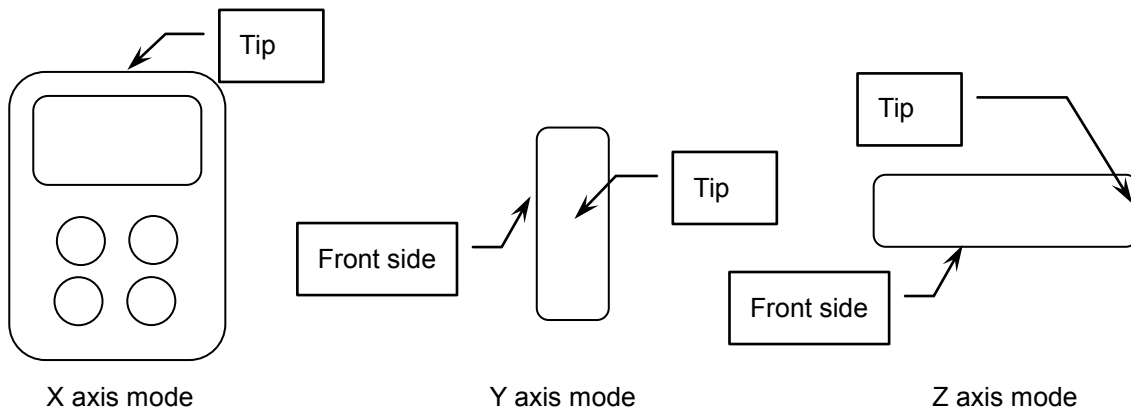 Tip
Front side
Tip
Tip
Front side
X axis mode
Y axis mode
Z axis mode